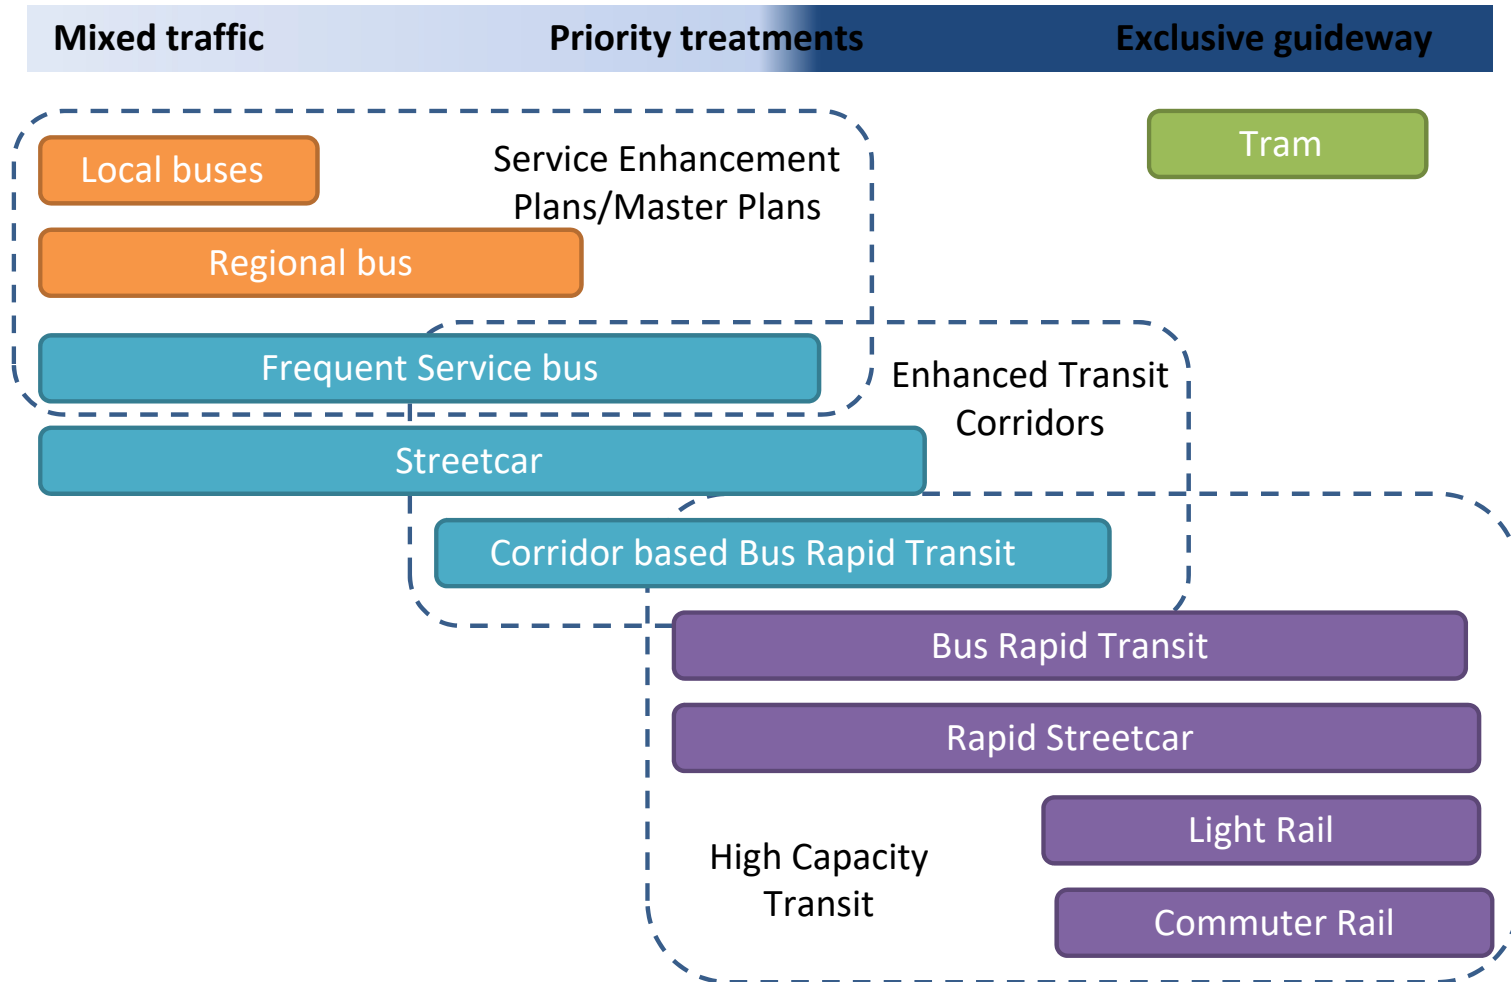 Mixed traffic Priority treatments Exclusive guideway
Tram
Local buses
Service Enhancement
Plans/Master Plans
Regional bus
Frequent Service bus
Enhanced Transit
Corridors
Streetcar
Corridor based Bus Rapid Transit
Bus Rapid Transit
Rapid Streetcar
Light Rail
High Capacity
Transit
Commuter Rail